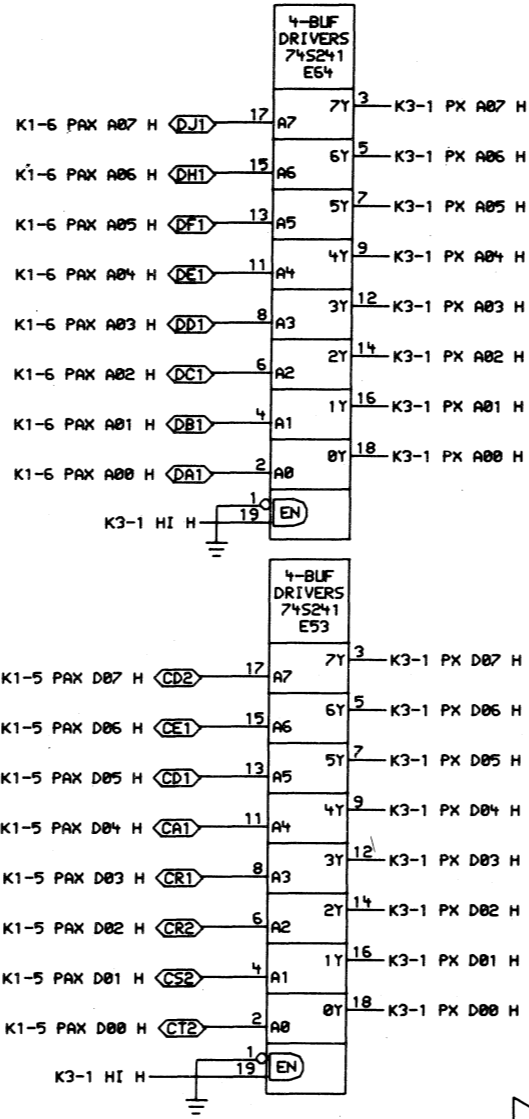 4-BUF
DRIVERS
74S241
E64
K1-6 PAX A07 H DJ1 17 A7 7Y 3 K3-1 PX A07 H
K1-6 PAX A06 H DH1 15 A6 6Y 5 K3-1 PX A06 H
K1-6 PAX A05 H DF1 13 A5 5Y 7 K3-1 PX A05 H
K1-6 PAX A04 H DE1 11 A4 4Y 9 K3-1 PX A04 H
K1-6 PAX A03 H DD1 8 A3 3Y 12 K3-1 PX A03 H
K1-6 PAX A02 H DC1 6 A2 2Y 14 K3-1 PX A02 H
K1-6 PAX A01 H DB1 4 A1 1Y 16 K3-1 PX A01 H
K1-6 PAX A00 H DA1 2 A0 0Y 18 K3-1 PX A00 H
1
K3-1 HI H 19 EN
4-BUF
DRIVERS
74S241
E53
K1-5 PAX D07 H CD2 17 A7 7Y 3 K3-1 PX D07 H
K1-5 PAX D06 H CE1 15 A6 6Y 5 K3-1 PX D06 H
K1-5 PAX D05 H CD1 13 A5 5Y 7 K3-1 PX D05 H
K1-5 PAX D04 H CA1 11 A4 4Y 9 K3-1 PX D04 H
K1-5 PAX D03 H CR1 8 A3 3Y 12 K3-1 PX D03 H
K1-5 PAX D02 H CR2 6 A2 2Y 14 K3-1 PX D02 H
K1-5 PAX D01 H CS2 4 A1 1Y 16 K3-1 PX D01 H
K1-5 PAX D00 H CT2 2 A0 0Y 18 K3-1 PX D00 H
1
K3-1 HI H 19 EN